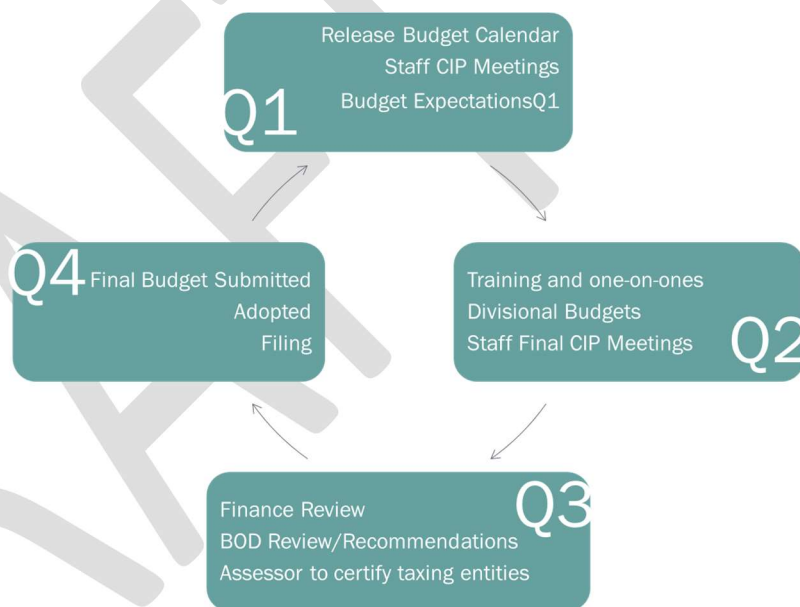 Release Budget Calendar
Staff CIP Meetings
Budget ExpectationsQ1
Q1
Q4
Final Budget Submitted
Adopted
Filing
Training and one-on-ones
Divisional Budgets
Staff Final CIP Meetings
Q2
Finance Review
BOD Review/Recommendations
Assessor to certify taxing entities
Q3